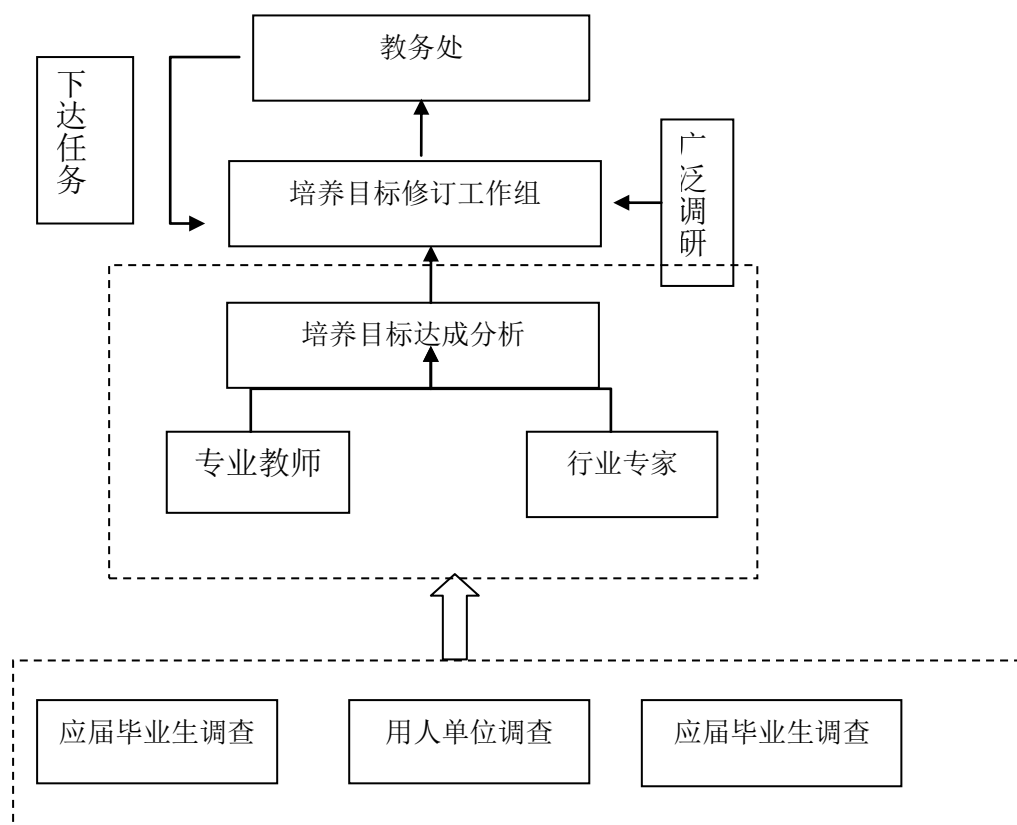 教务处
下达任务
广泛调研
培养目标修订工作组
培养目标达成分析
专业教师
行业专家
应届毕业生调查
用人单位调查
应届毕业生调查